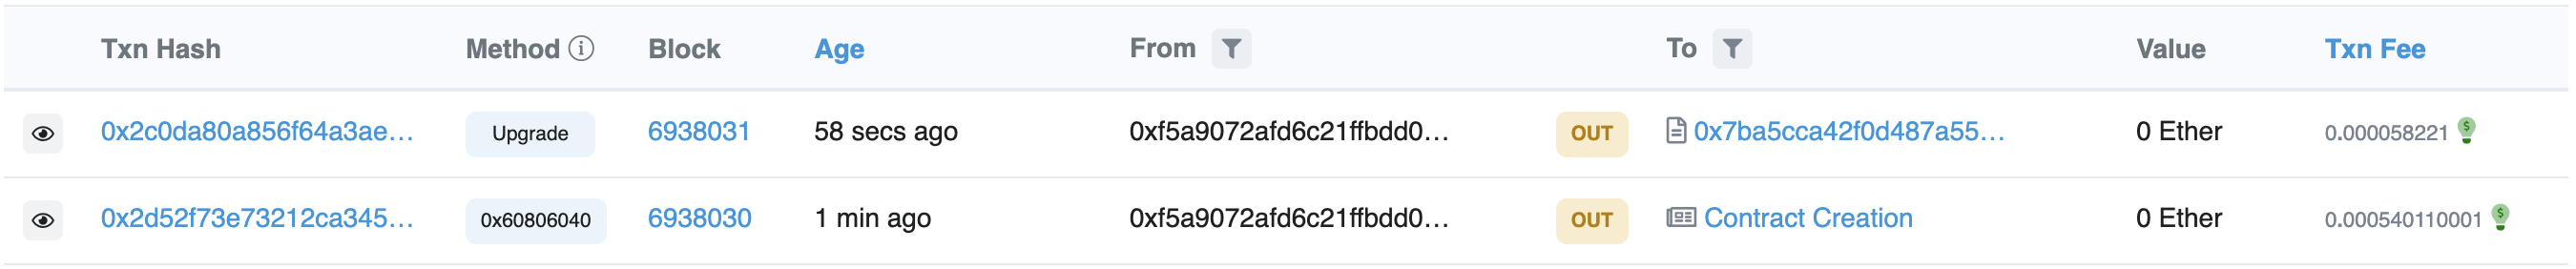 Txn Hash Method Block Age From To Value Txn Fee
0x2c0da80a856f64a3ae... Upgrade 6938031 58 secs ago 0xf5a9072afd6c21ffbdd0... OUT 0x7ba5cca42f0d487a55... 0 Ether 0.000058221
0x2d52f73e73212ca345... 0x60806040 6938030 1 min ago 0xf5a9072afd6c21ffbdd0... OUT Contract Creation 0 Ether 0.000540110001